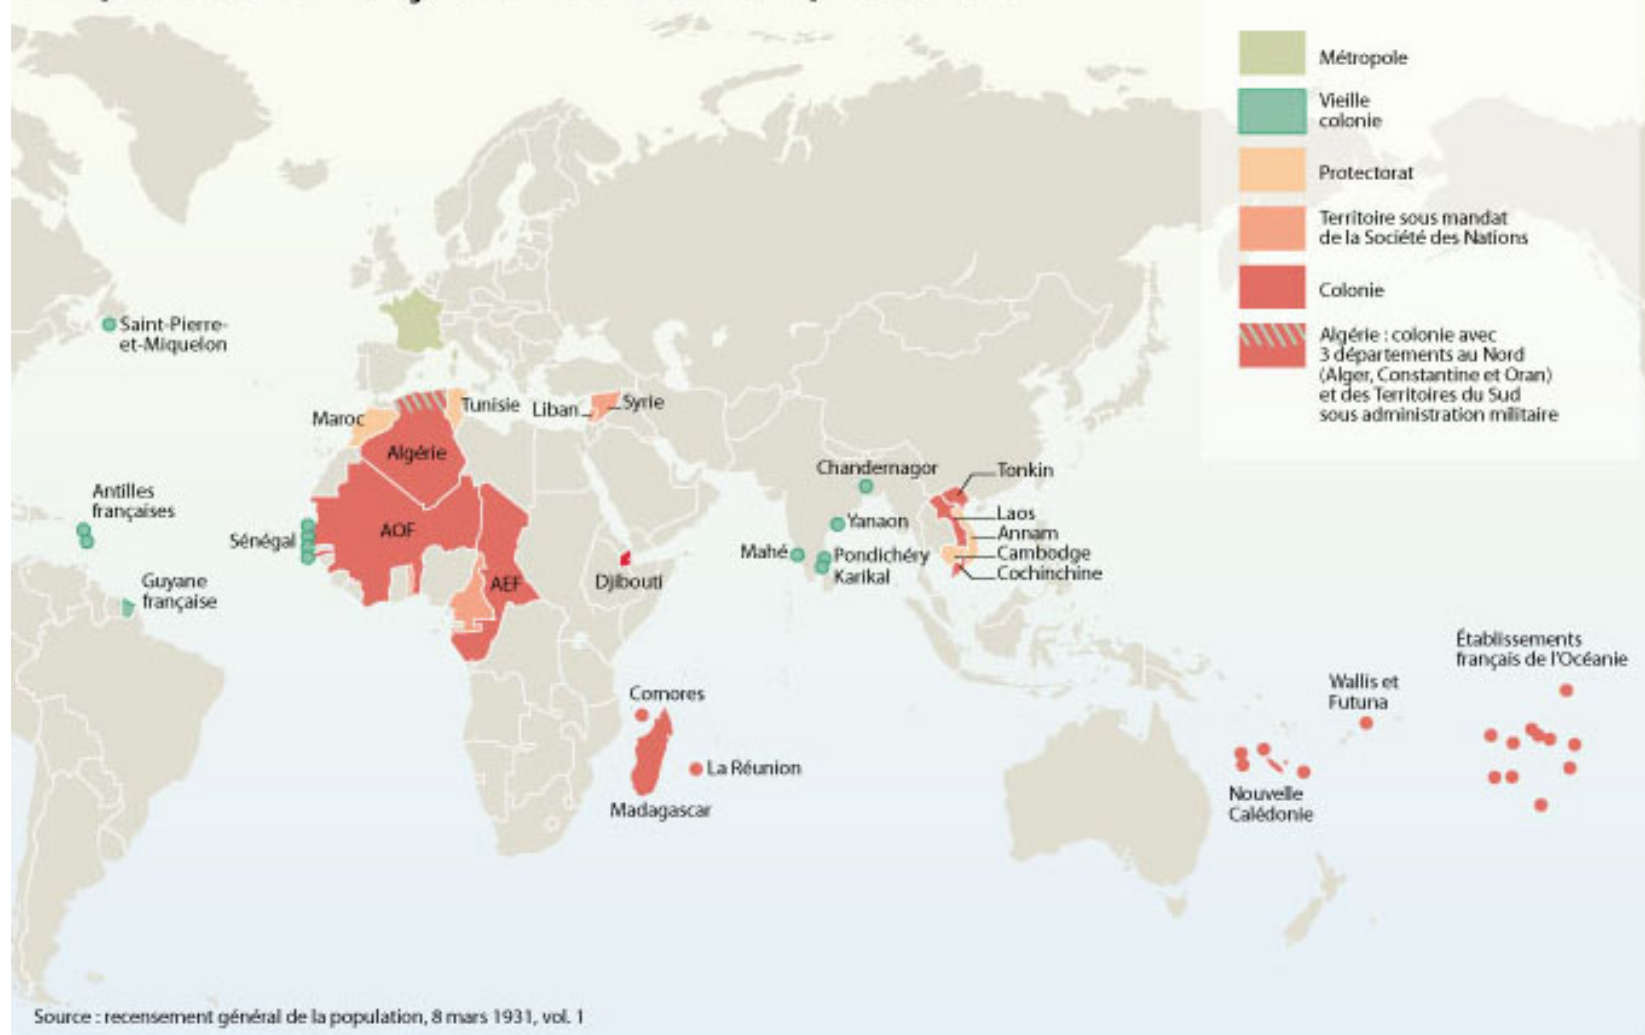 Métropole
Vieille
colonie
Protectorat
Territoire sous mandat
de la Société des Nations
Colonie
Algérie : colonie avec
3 départements au Nord
(Alger, Constantine et Oran)
et des Territoires du Sud
sous administration militaire
Saint-Pierre-
et-Miquelon
Maroc
Tunisie
Liban
Syrie
Algérie
Antilles
françaises
Sénégal
AOF
Guyane
française
AEF
Djibouti
Chandernagor
Tonkin
Yanaon
Laos
Annam
Mahé
Pondichéry
Cambodge
Karikal
Cochinchine
Comores
La Réunion
Madagascar
Établissements
français de l'Océanie
Wallis et
Futuna
Nouvelle
Calédonie
Source : recensement général de la population, 8 mars 1931, vol. 1